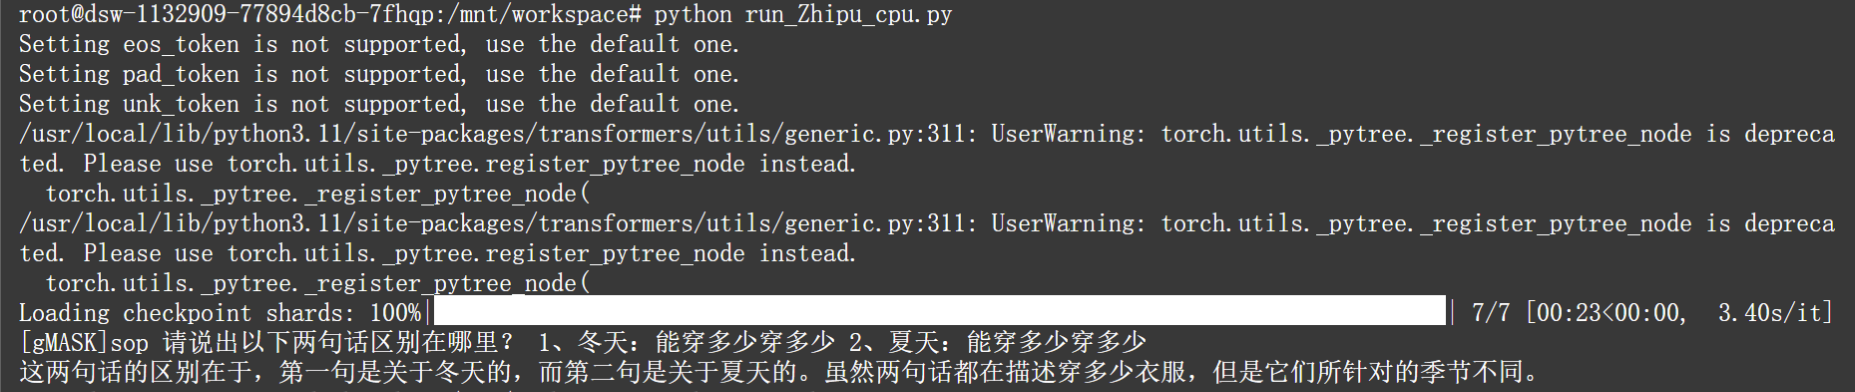 root@dsw-1132909-77894d8cb-7fhqp:/mnt/workspace# python run_Zhipu_cpu.py
Setting eos_token is not supported, use the default one.
Setting pad_token is not supported, use the default one.
Setting unk_token is not supported, use the default one.
/usr/local/lib/python3.11/site-packages/transformers/utils/generic.py:311: UserWarning: torch.utils._pytree._register_pytree_node is depreca
ted. Please use torch.utils._pytree.register_pytree_node instead.
  torch.utils._pytree._register_pytree_node(
/usr/local/lib/python3.11/site-packages/transformers/utils/generic.py:311: UserWarning: torch.utils._pytree._register_pytree_node is depreca
ted. Please use torch.utils._pytree.register_pytree_node instead.
  torch.utils._pytree._register_pytree_node(
Loading checkpoint shards: 100%| | 7/7 [00:23<00:00,  3.40s/it]
[gMASK]sop 请说出以下两句话区别在哪里？ 1、冬天：能穿多少穿多少 2、夏天：能穿多少穿多少
这两句话的区别在于，第一句是关于冬天的，而第二句是关于夏天的。虽然两句话都在描述穿多少衣服，但是它们所针对的季节不同。